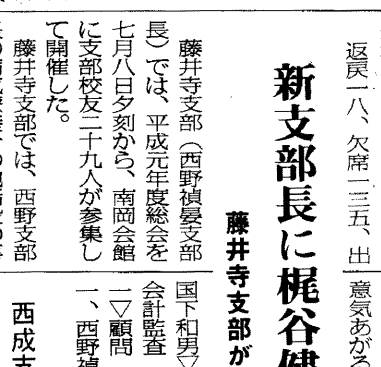 返戻一八、欠席一三五、出
意気あがる
新支部長に梶谷健
藤井寺支部が
藤井寺支部（西野禎晏支部
長）では、平成元年度総会を
七月八日夕刻から、南岡会館
に支部校友二十九人が参集し
て開催した。
藤井寺支部では、西野支部
国下和男▽
会計監査
一▽顧問
一、西野禎
西成支